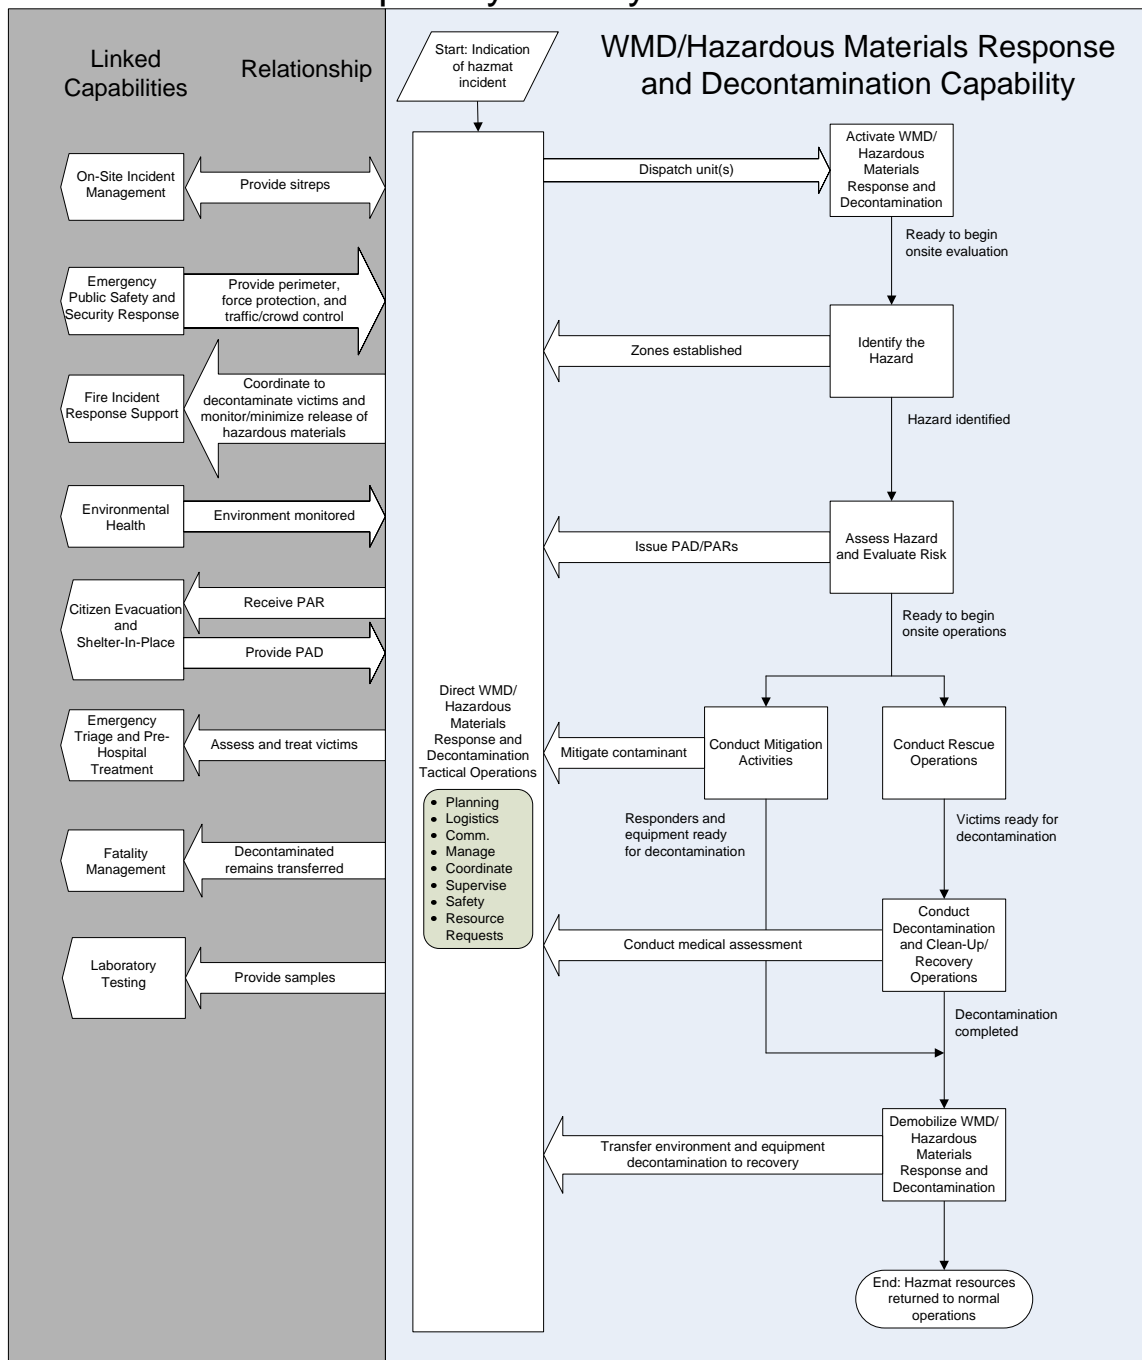 Linked
Capabilities
Relationship
Start: Indication
of hazmat
incident
WMD/Hazardous Materials Response
and Decontamination Capability
On-Site Incident
Management
Provide sitreps
Emergency
Public Safety and
Security Response
Provide perimeter,
force protection, and
traffic/crowd control
Fire Incident
Response Support
Coordinate to
decontaminate victims and
monitor/minimize release of
hazardous materials
Environmental
Health
Environment monitored
Citizen Evacuation
and
Shelter-In-Place
Receive PAR
Provide PAD
Emergency
Triage and Pre-
Hospital
Treatment
Assess and treat victims
Fatality
Management
Decontaminated
remains transferred
Laboratory
Testing
Provide samples
Direct WMD/
Hazardous
Materials
Response and
Decontamination
Tactical Operations
• Planning
• Logistics
• Comm.
• Manage
• Coordinate
• Supervise
• Safety
• Resource
Requests
Dispatch unit(s)
Activate WMD/
Hazardous
Materials
Response and
Decontamination
Ready to begin
onsite evaluation
Zones established
Identify the
Hazard
Hazard identified
Issue PAD/PARs
Assess Hazard
and Evaluate Risk
Ready to begin
onsite operations
Mitigate contaminant
Conduct Mitigation
Activities
Conduct Rescue
Operations
Responders and
equipment ready
for decontamination
Victims ready for
decontamination
Conduct medical assessment
Conduct
Decontamination
and Clean-Up/
Recovery
Operations
Decontamination
completed
Transfer environment and equipment
decontamination to recovery
Demobilize WMD/
Hazardous
Materials
Response and
Decontamination
End: Hazmat resources
returned to normal
operations